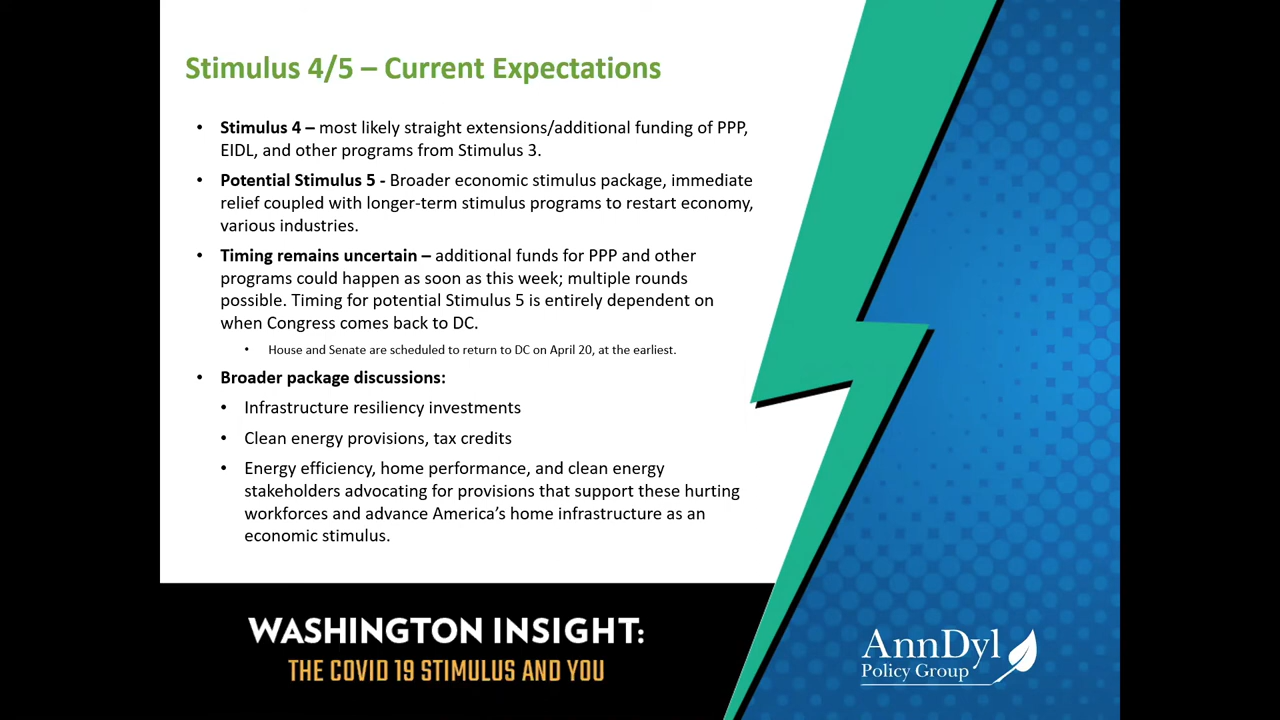 Stimulus 4/5 – Current Expectations
• Stimulus 4 – most likely straight extensions/additional funding of PPP,
EIDL, and other programs from Stimulus 3.
• Potential Stimulus 5 - Broader economic stimulus package, immediate
relief coupled with longer-term stimulus programs to restart economy,
various industries.
• Timing remains uncertain – additional funds for PPP and other
programs could happen as soon as this week; multiple rounds
possible. Timing for potential Stimulus 5 is entirely dependent on
when Congress comes back to DC.
• House and Senate are scheduled to return to DC on April 20, at the earliest.
• Broader package discussions:
• Infrastructure resiliency investments
• Clean energy provisions, tax credits
• Energy efficiency, home performance, and clean energy
stakeholders advocating for provisions that support these hurting
workforces and advance America’s home infrastructure as an
economic stimulus.
WASHINGTON INSIGHT:
THE COVID 19 STIMULUS AND YOU
AnnDyl
Policy Group